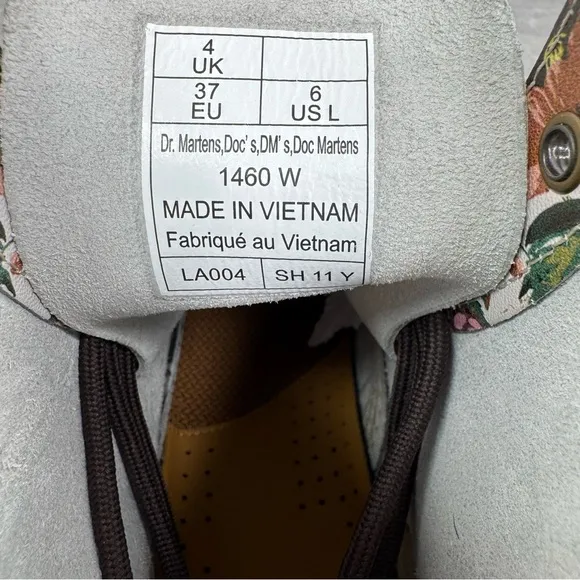 4
UK
37
EU
6
US L
Dr. Martens,Doc's,DM's,Doc Martens
1460 W
MADE IN VIETNAM
Fabriqué au Vietnam
LA004
SH 11 Y